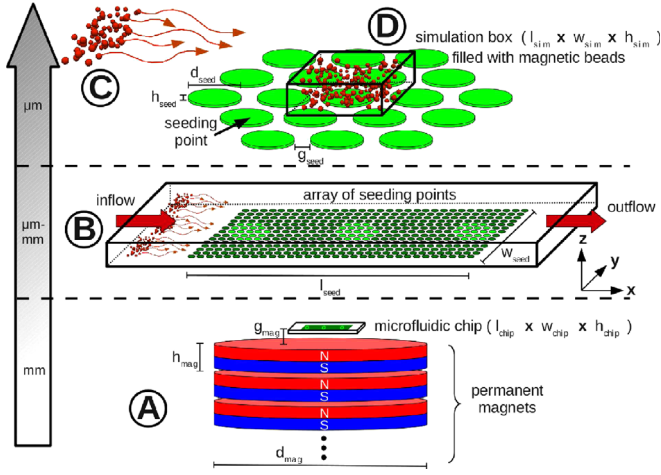 D
simulation box ( l_sim x w_sim x h_sim )
filled with magnetic beads
C
d_seed
h_seed
seeding
point
g_seed
µm
array of seeding points
inflow
outflow
B
µm-
mm
w_seed
l_seed
z
y
x
g_mag
microfluidic chip ( l_chip x w_chip x h_chip )
h_mag
N
S
N
S
N
S
mm
A
permanent
magnets
d_mag